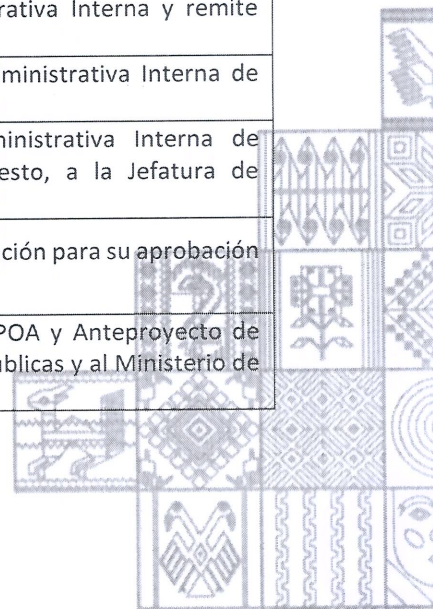 rativa Interna y remite
ministrativa Interna de
ministrativa Interna de
esto, a la Jefatura de
ción para su aprobación
POA y Anteproyecto de
blicas y al Ministerio de